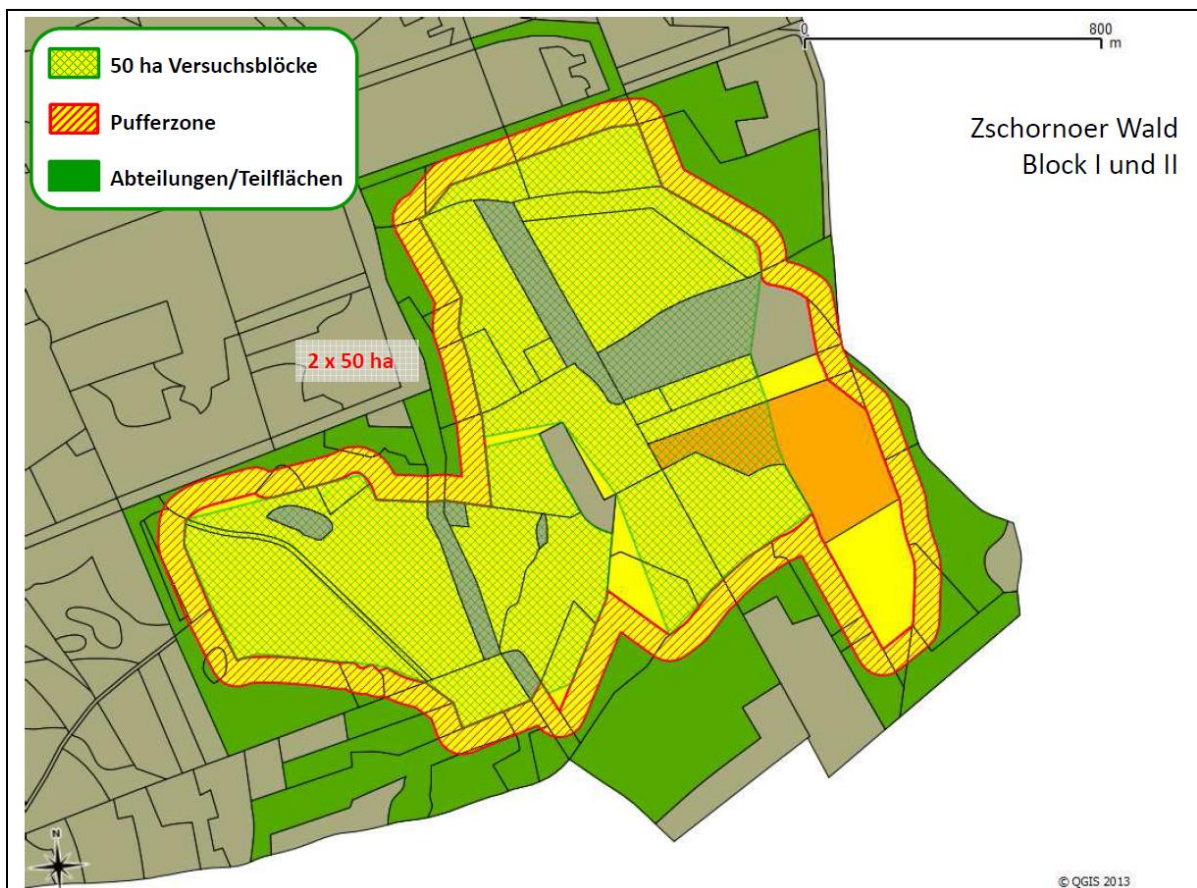 50 ha Versuchsblöcke
Pufferzone
Abteilungen/Teilflächen
0 800
m
Zschornoer Wald
Block I und II
2 x 50 ha
N
© QGIS 2013